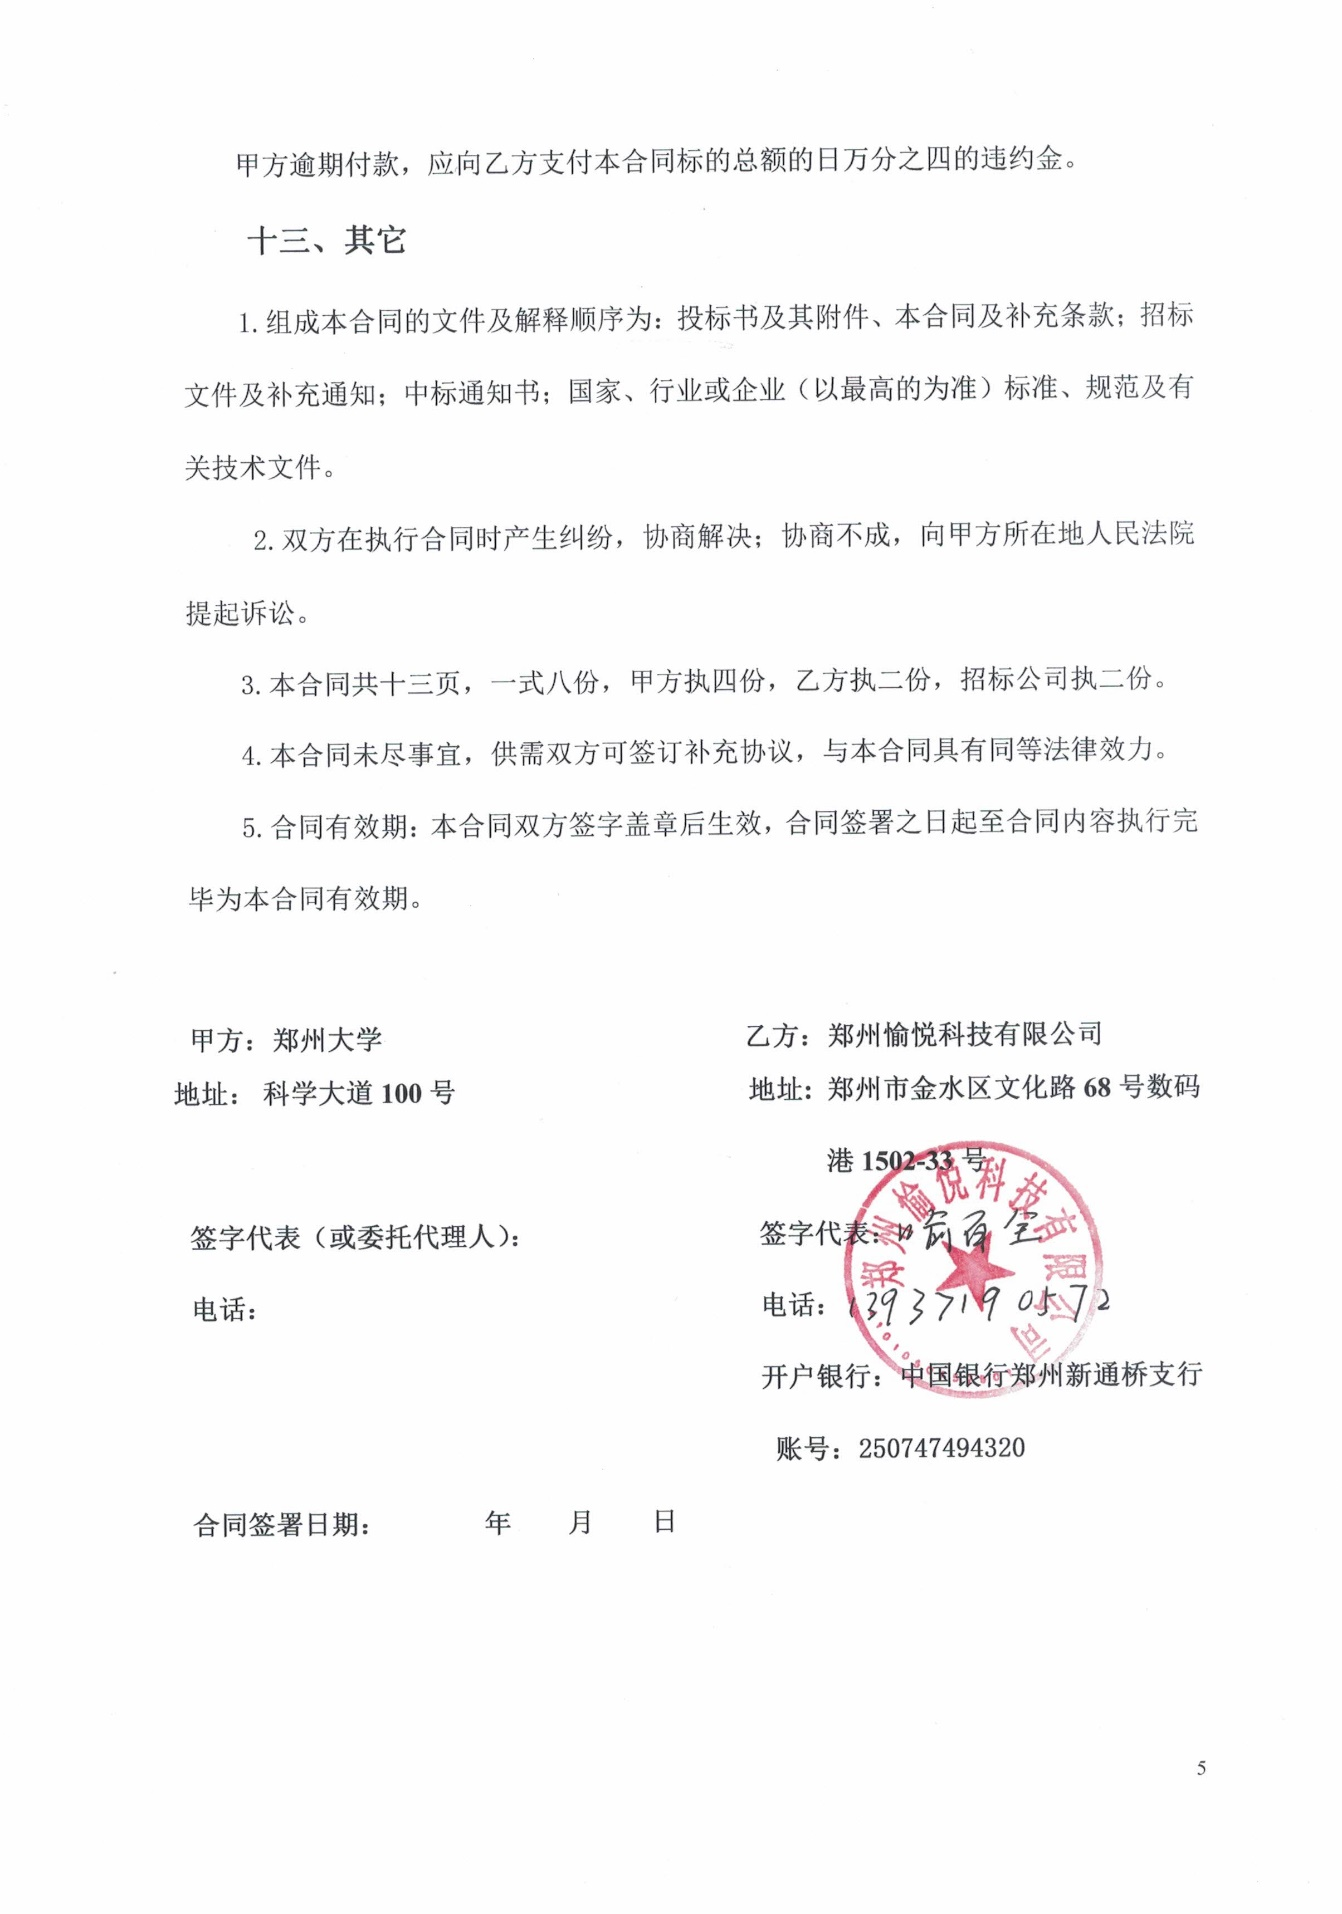 甲方逾期付款，应向乙方支付本合同标的总额的日万分之四的违约金。
十三、其它
1.组成本合同的文件及解释顺序为：投标书及其附件、本合同及补充条款；招标
文件及补充通知；中标通知书；国家、行业或企业（以最高的为准）标准、规范及有
关技术文件。
2.双方在执行合同时产生纠纷，协商解决；协商不成，向甲方所在地人民法院
提起诉讼。
3.本合同共十三页，一式八份，甲方执四份，乙方执二份，招标公司执二份。
4.本合同未尽事宜，供需双方可签订补充协议，与本合同具有同等法律效力。
5.合同有效期：本合同双方签字盖章后生效，合同签署之日起至合同内容执行完
毕为本合同有效期。
甲方：郑州大学
乙方：郑州愉悦科技有限公司
地址： 科学大道 100 号
地址：郑州市金水区文化路 68 号数码
港 1502-33 号
郑州愉悦科技有限公司
签字代表（或委托代理人）：
签字代表：
电话：
电话：13937190572
开户银行：中国银行郑州新通桥支行
账号：250747494320
合同签署日期： 年 月 日
5